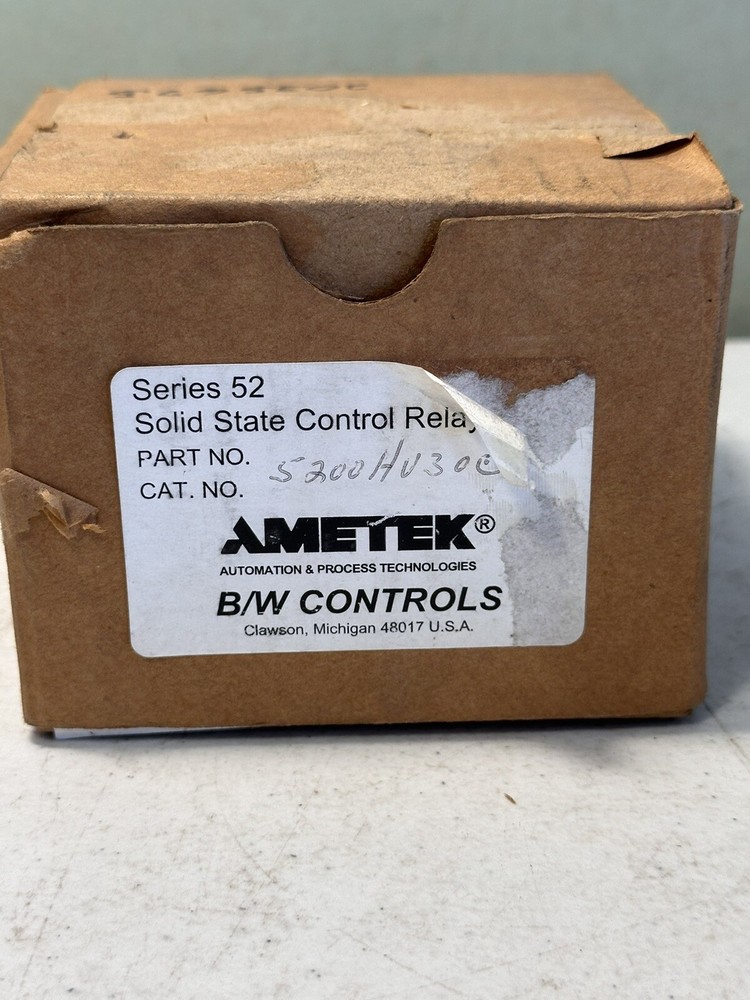 Series 52
Solid State Control Relay
PART NO. 5200HV30C
CAT. NO.
AMETEK®
AUTOMATION & PROCESS TECHNOLOGIES
B/W CONTROLS
Clawson, Michigan 48017 U.S.A.